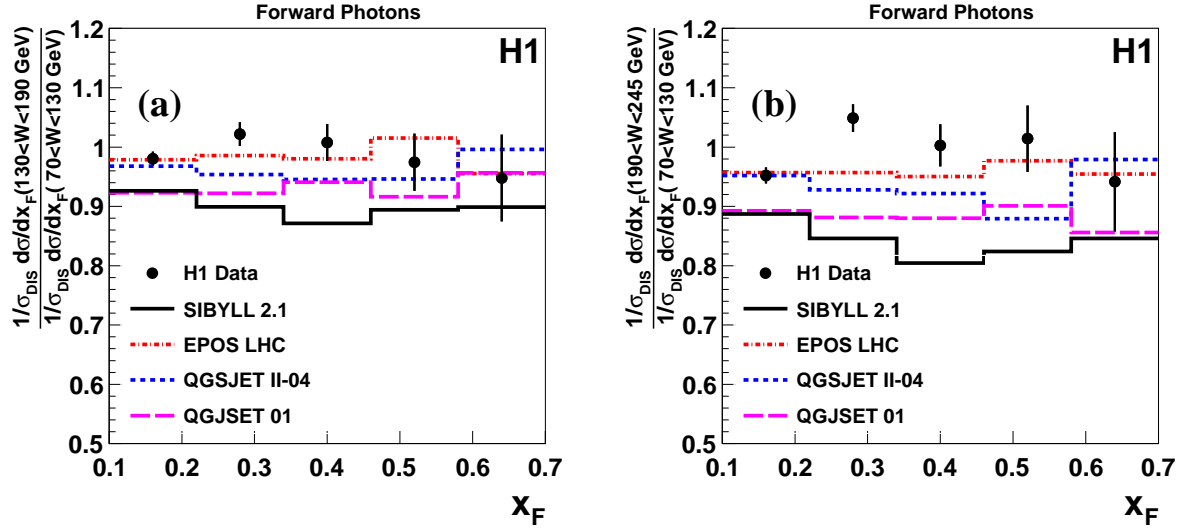 Forward Photons
H1
(a)
1/σ_DIS dσ/dx_F(130<W<190 GeV)
1/σ_DIS dσ/dx_F( 70<W<130 GeV)
1.2
1.1
1
0.9
0.8
0.7
0.6
0.5
H1 Data
SIBYLL 2.1
EPOS LHC
QGSJET II-04
QGJSET 01
0.1 0.2 0.3 0.4 0.5 0.6 0.7
x_F
Forward Photons
H1
(b)
1/σ_DIS dσ/dx_F(190<W<245 GeV)
1/σ_DIS dσ/dx_F( 70<W<130 GeV)
1.2
1.1
1
0.9
0.8
0.7
0.6
0.5
H1 Data
SIBYLL 2.1
EPOS LHC
QGSJET II-04
QGJSET 01
0.1 0.2 0.3 0.4 0.5 0.6 0.7
x_F